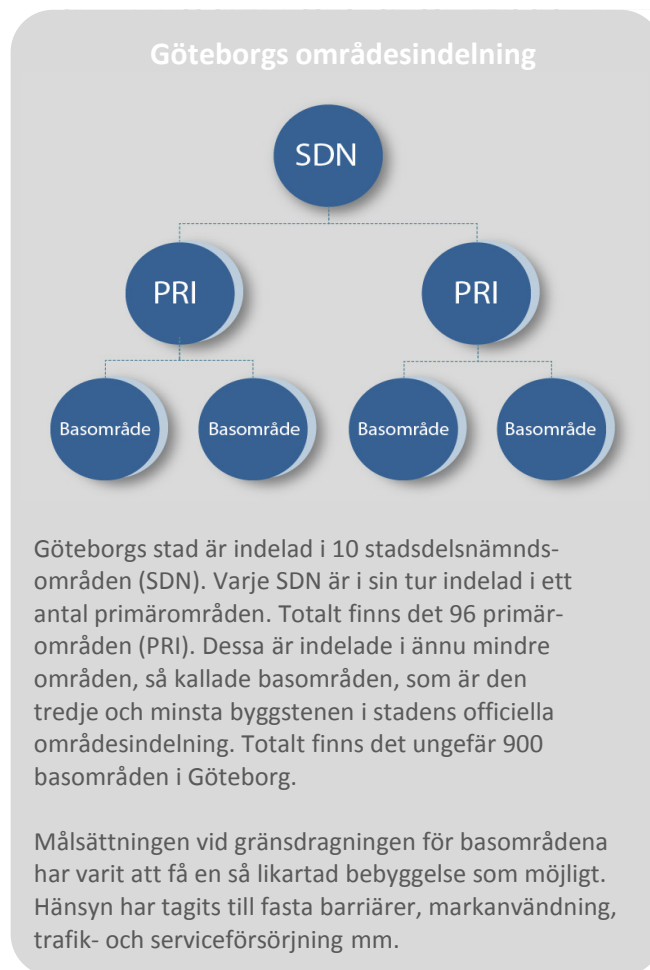 Göteborgs områdesindelning
SDN
PRI PRI
Basområde Basområde Basområde Basområde
Göteborgs stad är indelad i 10 stadsdelsnämnds-
områden (SDN). Varje SDN är i sin tur indelad i ett
antal primärområden. Totalt finns det 96 primär-
områden (PRI). Dessa är indelade i ännu mindre
områden, så kallade basområden, som är den
tredje och minsta byggstenen i stadens officiella
områdesindelning. Totalt finns det ungefär 900
basområden i Göteborg.
Målsättningen vid gränsdragningen för basområdena
har varit att få en så likartad bebyggelse som möjligt.
Hänsyn har tagits till fasta barriärer, markanvändning,
trafik- och serviceförsörjning mm.